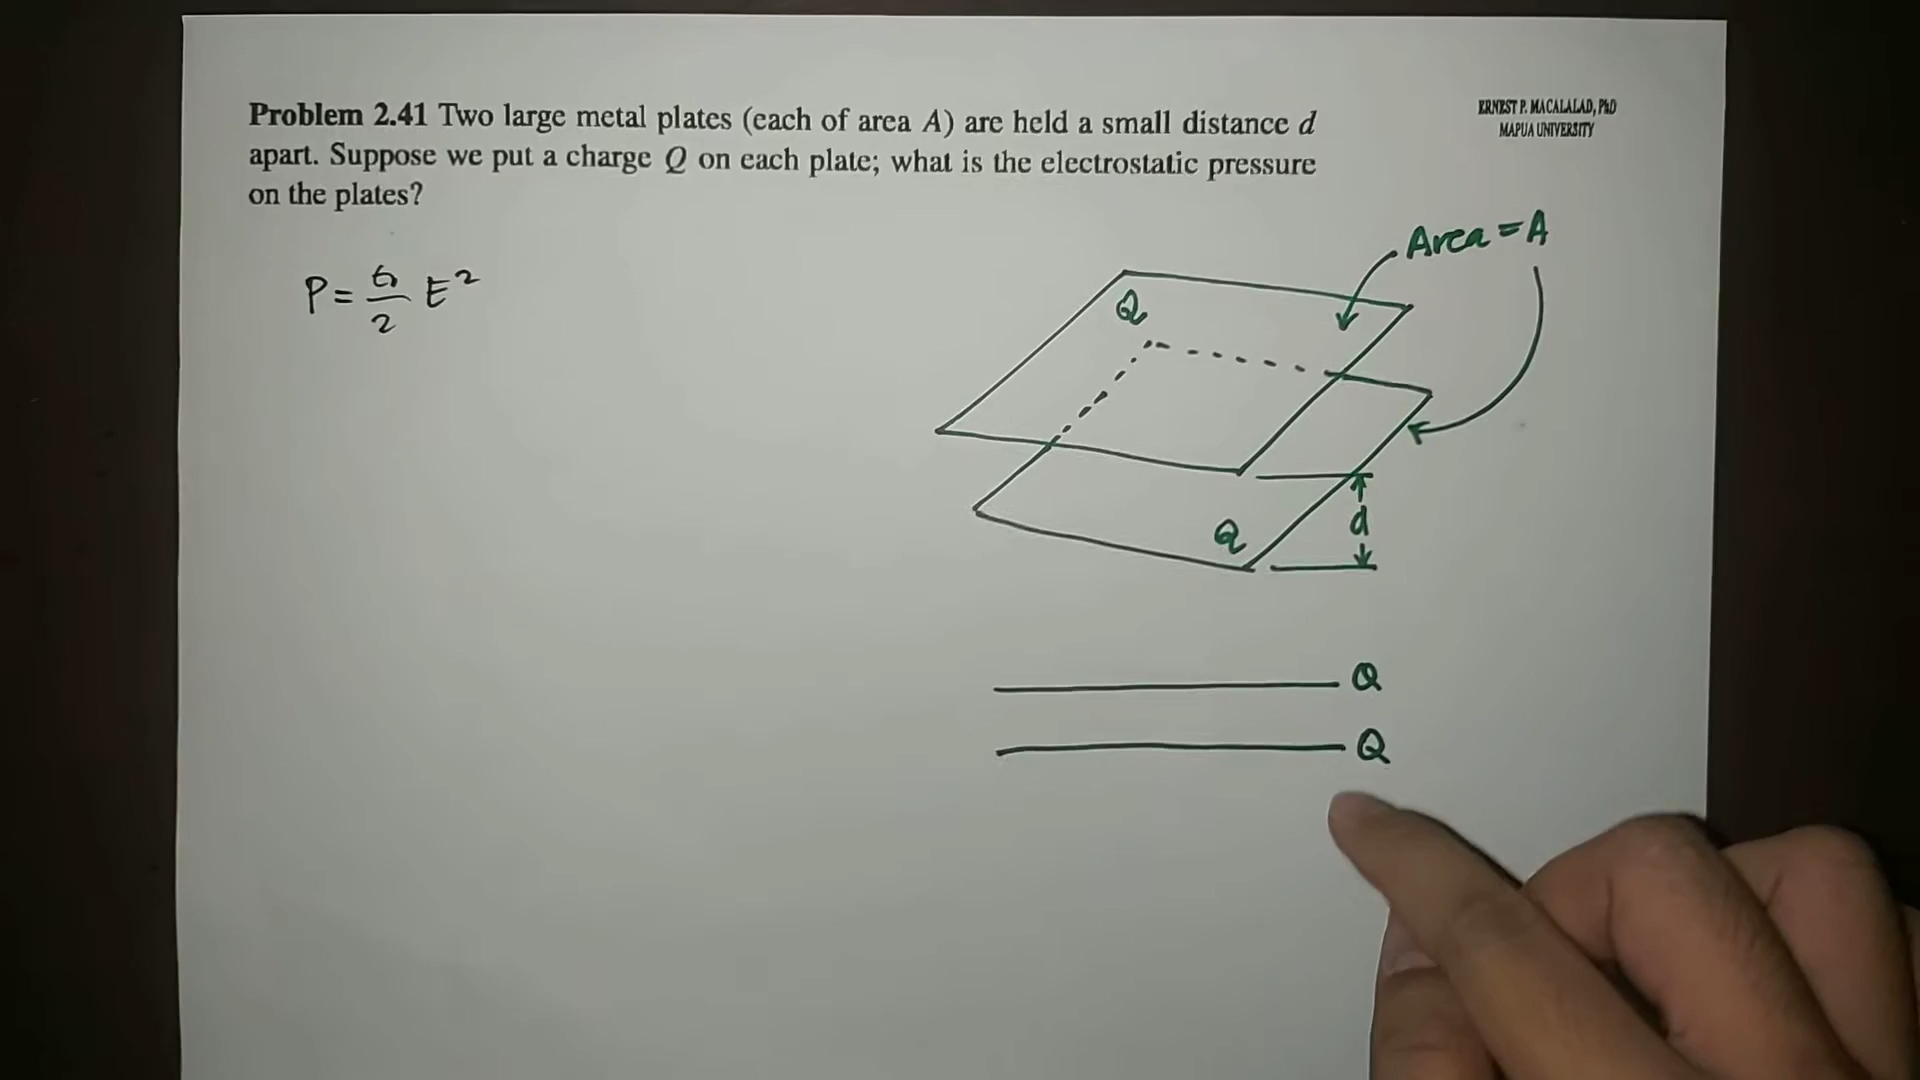 Problem 2.41 Two large metal plates (each of area A) are held a small distance d
apart. Suppose we put a charge Q on each plate; what is the electrostatic pressure
on the plates?
ERNEST P. MACALALAD, PhD
MAPUA UNIVERSITY
P = ϵ₀/2 E²
Area = A
Q
Q
d
Q
Q